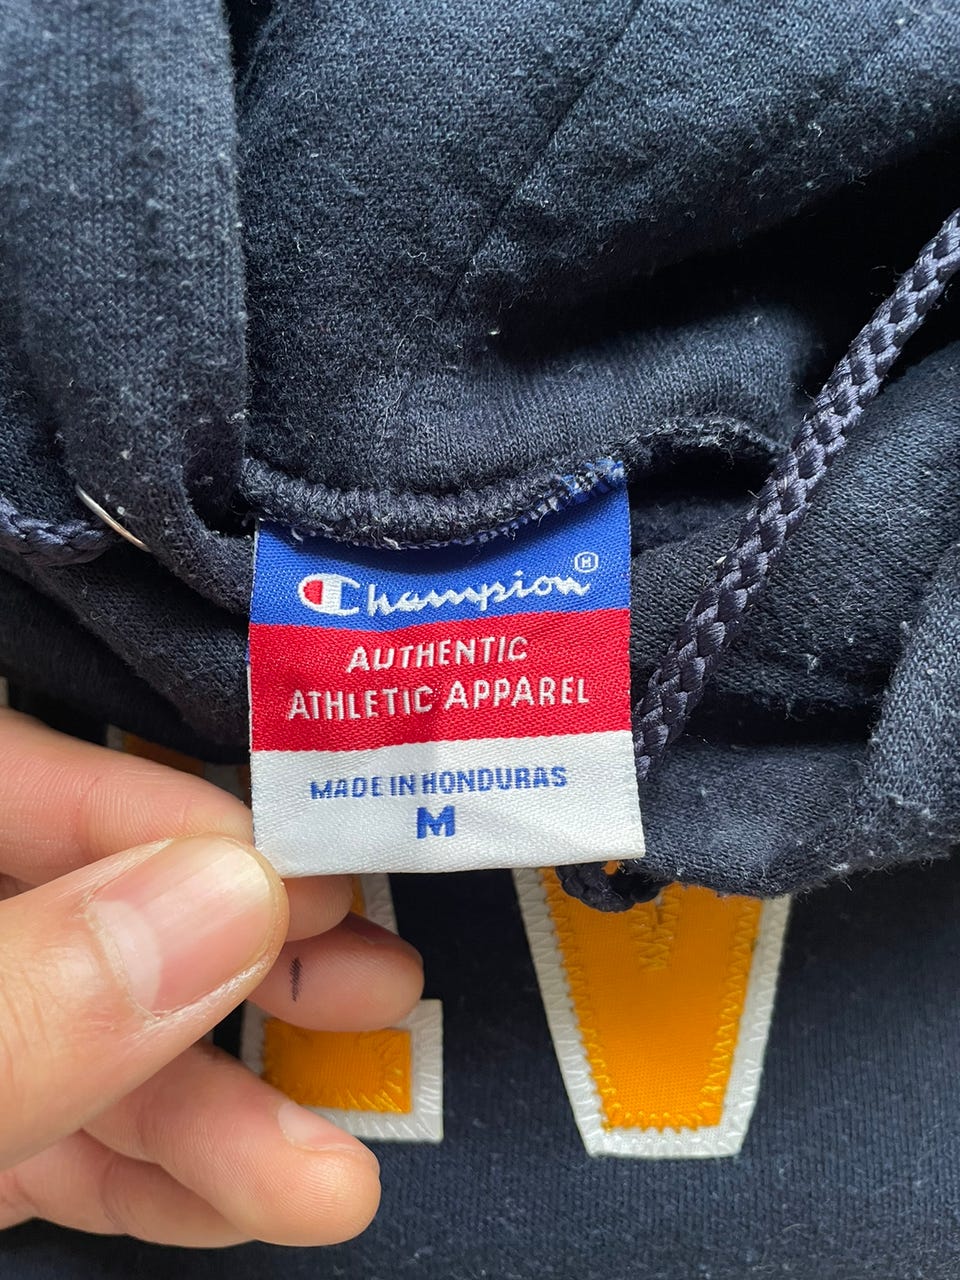 Champion®
AUTHENTIC
ATHLETIC APPAREL
MADE IN HONDURAS
M